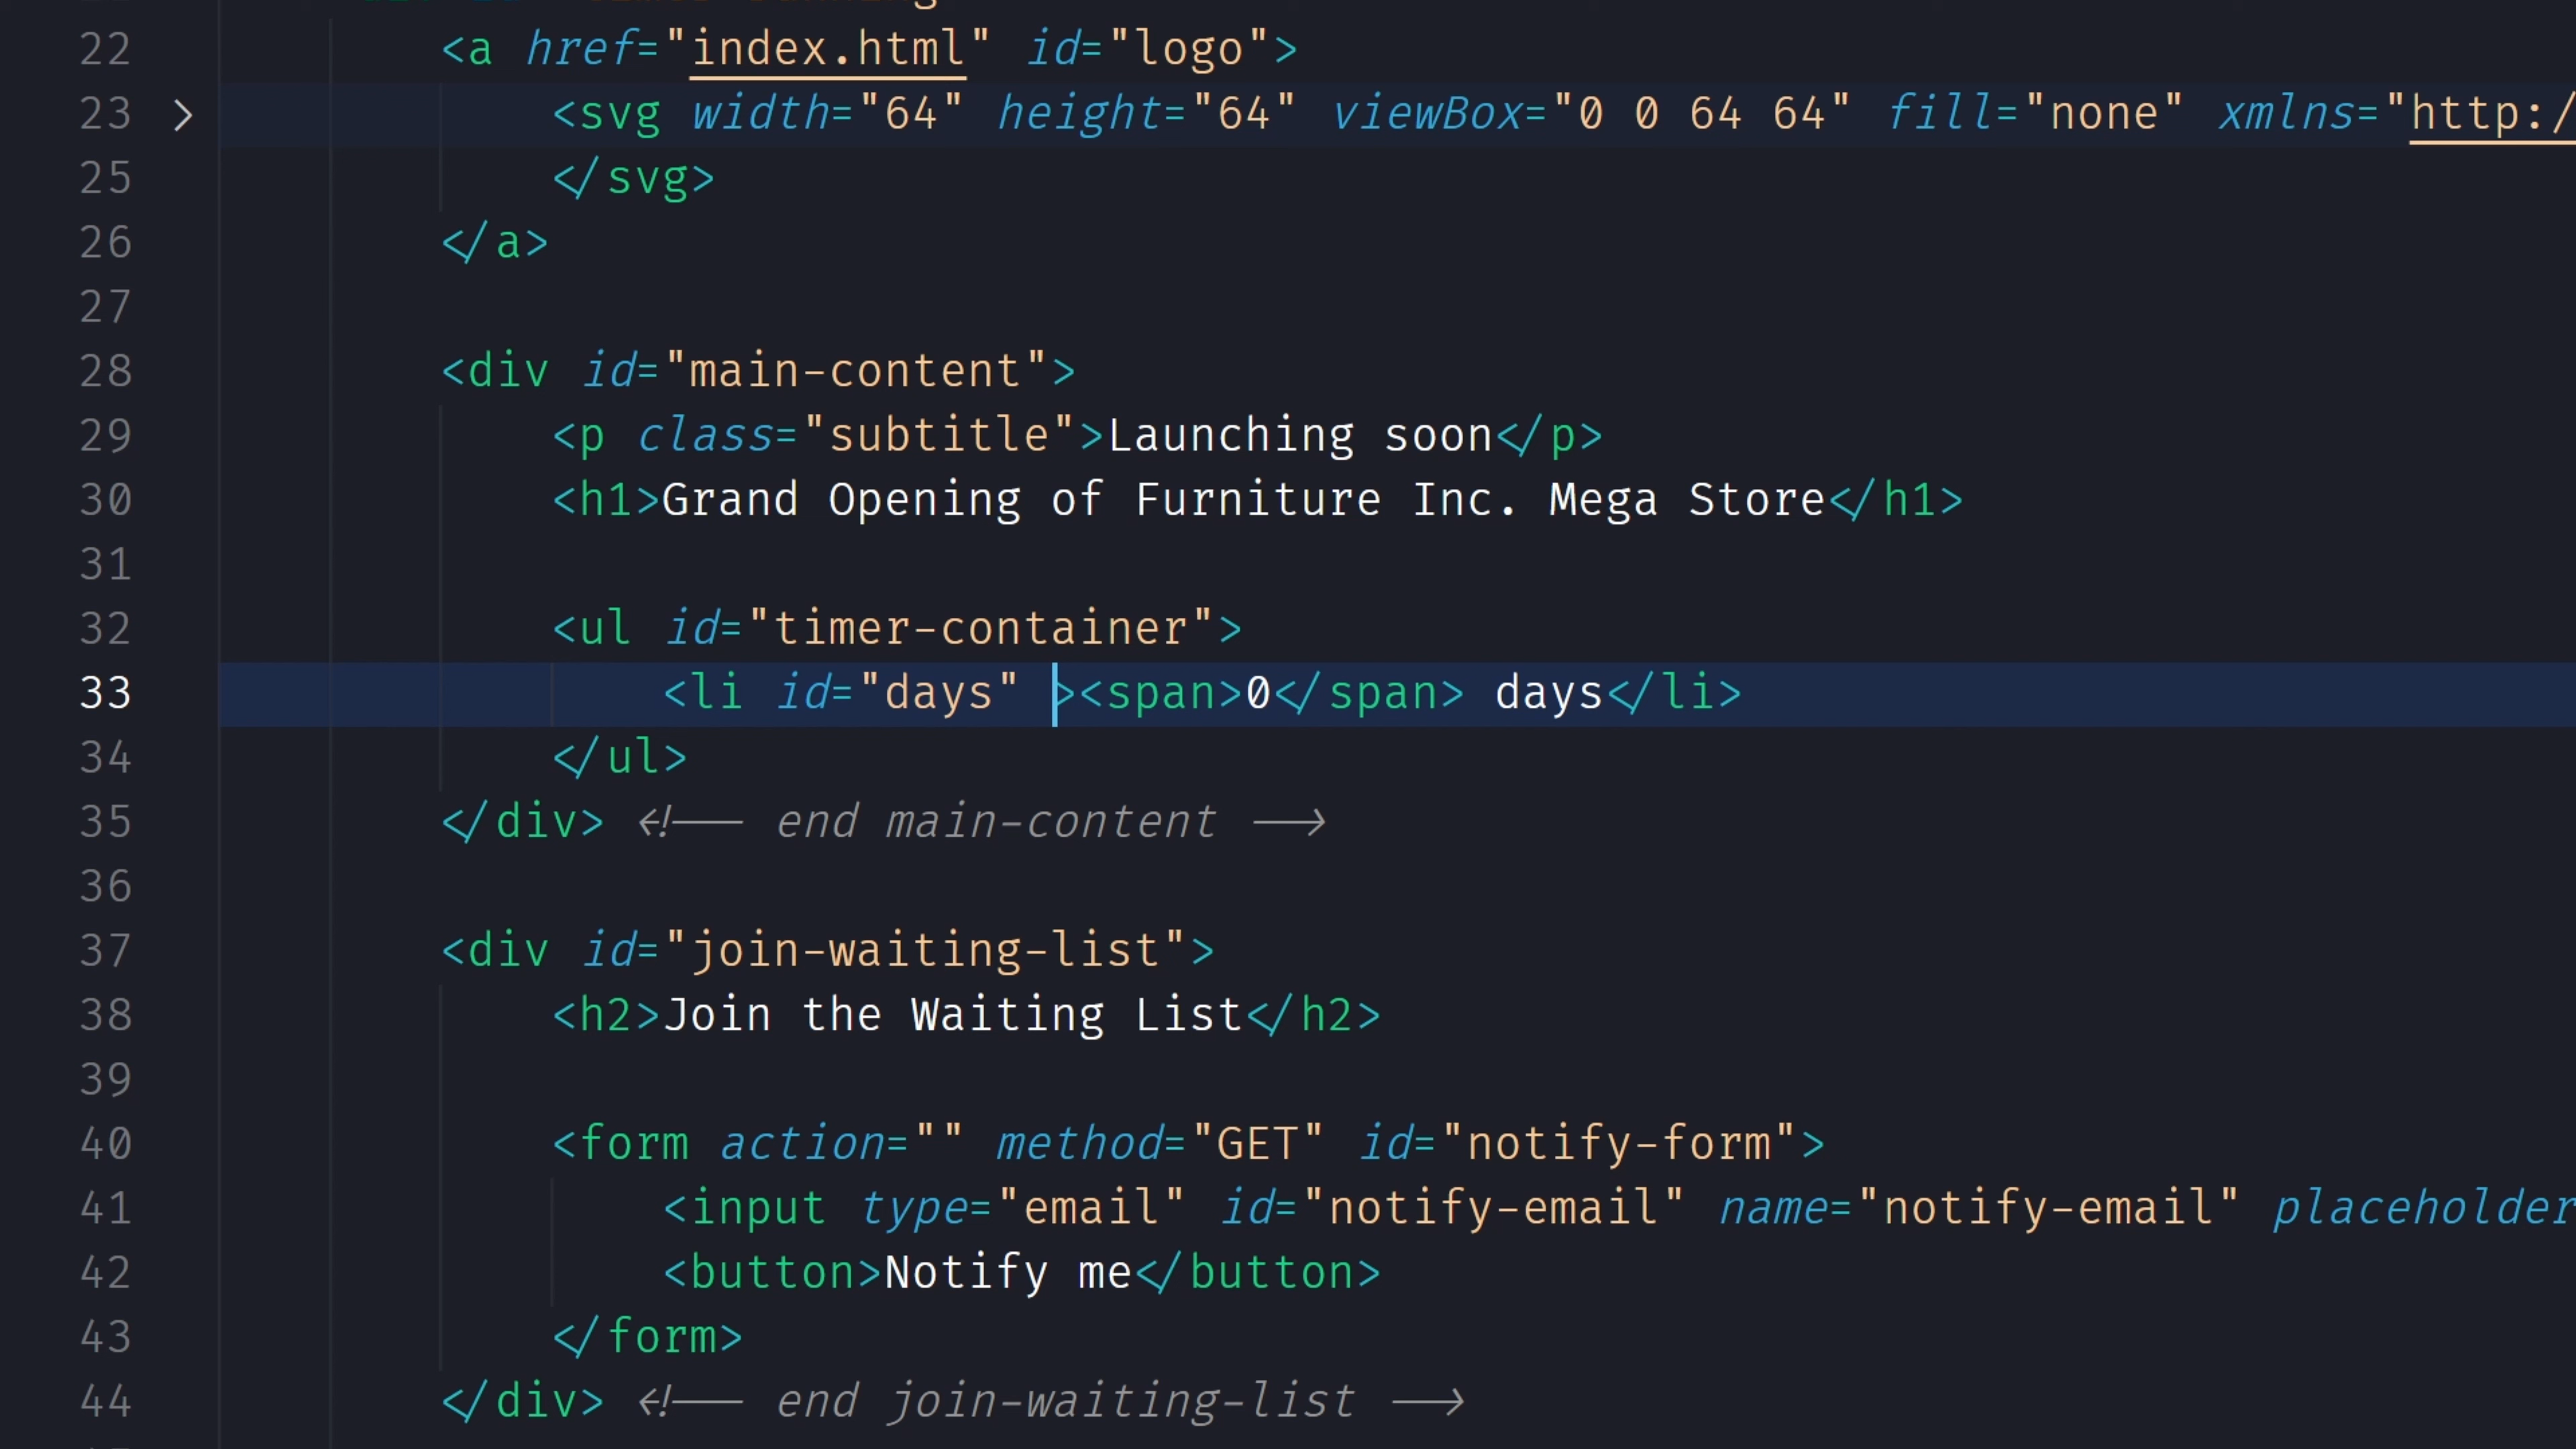 22 <a href="index.html" id="logo">
23 > <svg width="64" height="64" viewBox="0 0 64 64" fill="none" xmlns="http:/
25 </svg>
26 </a>
27
28 <div id="main-content">
29 <p class="subtitle">Launching soon</p>
30 <h1>Grand Opening of Furniture Inc. Mega Store</h1>
31
32 <ul id="timer-container">
33 <li id="days" ><span>0</span> days</li>
34 </ul>
35 </div> <!-- end main-content -->
36
37 <div id="join-waiting-list">
38 <h2>Join the Waiting List</h2>
39
40 <form action="" method="GET" id="notify-form">
41 <input type="email" id="notify-email" name="notify-email" placeholder
42 <button>Notify me</button>
43 </form>
44 </div> <!-- end join-waiting-list -->